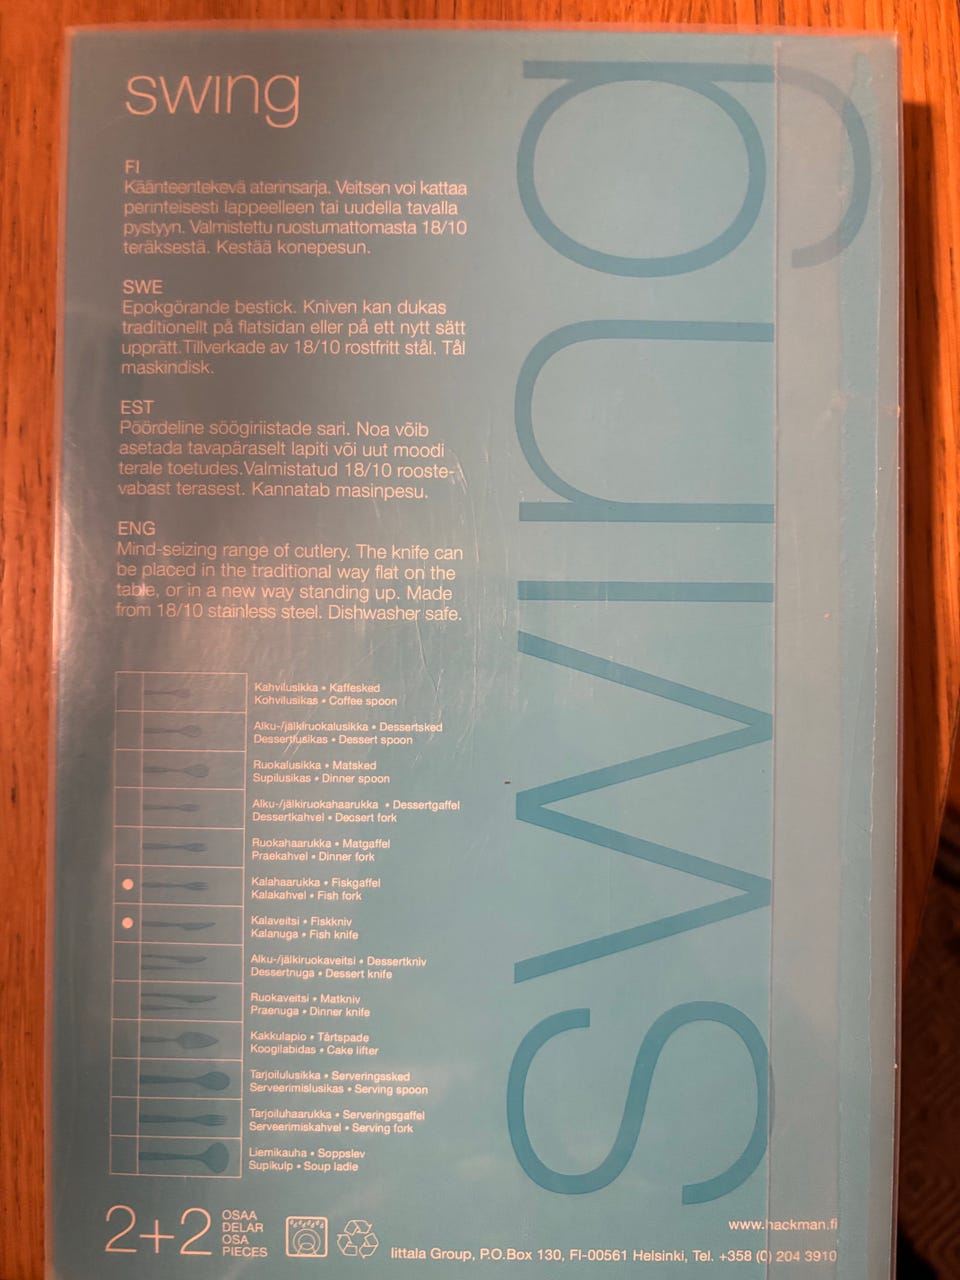 swing
FI
Käänteentekevä aterinsarja. Veitsen voi kattaa
perinteisesti lappeelleen tai uudella tavalla
pystyyn. Valmistettu ruostumattomasta 18/10
teräksestä. Kestää konepesun.
SWE
Epokgörande bestick. Kniven kan dukas
traditionellt på flatsidan eller på ett nytt sätt
upprätt.Tillverkade av 18/10 rostfritt stål. Tål
maskindisk.
EST
Pöördeline söögiriistade sari. Noa võib
asetada tavapäraselt lapiti või uut moodi
terale toetudes.Valmistatud 18/10 rooste-
vabast terasest. Kannatab masinpesu.
ENG
Mind-seizing range of cutlery. The knife can
be placed in the traditional way flat on the
table, or in a new way standing up. Made
from 18/10 stainless steel. Dishwasher safe.
Kahvilusikka • Kaffesked
Kohvilusikas • Coffee spoon
Alku-/jälkiruokalusikka • Dessertsked
Dessertlusikas • Dessert spoon
Ruokalusikka • Matsked
Supilusikas • Dinner spoon
Alku-/jälkiruokahaarukka • Dessertgaffel
Dessertkahvel • Dessert fork
Ruokahaarukka • Matgaffel
Praekahvel • Dinner fork
Kalahaarukka • Fiskgaffel
Kalakahvel • Fish fork
Kalaveitsi • Fiskkniv
Kalanuga • Fish knife
Alku-/jälkiruokaveitsi • Dessertkniv
Dessertnuga • Dessert knife
Ruokaveitsi • Matkniv
Praenuga • Dinner knife
Kakkulapio • Tårtspade
Koogilabidas • Cake lifter
Tarjoilulusikka • Serveringssked
Serveerimislusikas • Serving spoon
Tarjoiluhaarukka • Serveringsgaffel
Serveerimiskahvel • Serving fork
Liemikauha • Soppslev
Supikulp • Soup ladle
2+2
OSAA
DELAR
OSA
PIECES
www.hackman.fi
Iittala Group, P.O.Box 130, FI-00561 Helsinki, Tel. +358 (0) 204 3910
swing